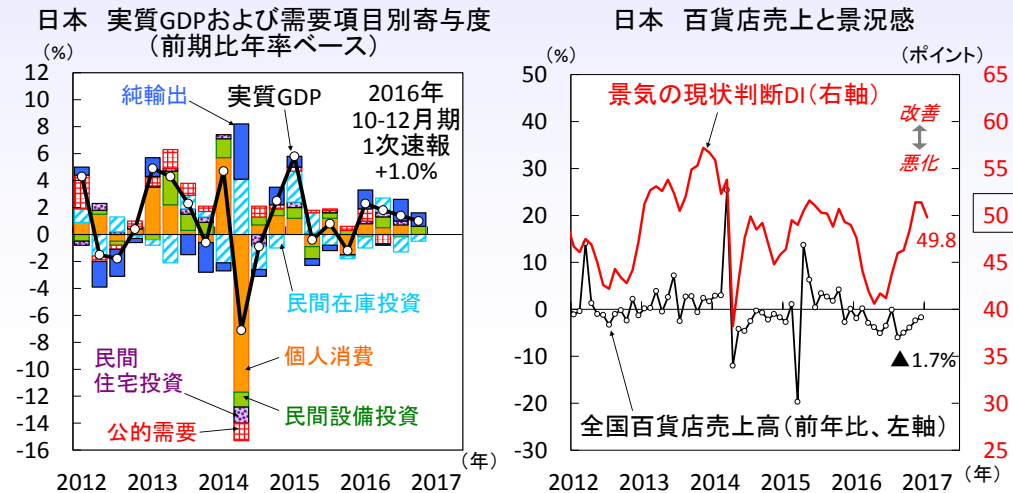 日本　実質GDPおよび需要項目別寄与度
（前期比年率ベース）
(%)
12
10
8
6
4
2
0
-2
-4
-6
-8
-10
-12
-14
-16
純輸出
実質GDP
2016年
10-12月期
1次速報
+1.0%
民間在庫投資
個人消費
民間
住宅投資
民間設備投資
公的需要
2012 2013 2014 2015 2016 2017
(年)
日本　百貨店売上と景況感
(%)
(ポイント)
50
40
30
20
10
0
-10
-20
-30
65
60
55
50
45
40
35
30
25
景気の現状判断DI(右軸)
改善
悪化
49.8
▲1.7%
全国百貨店売上高(前年比、左軸)
2012 2013 2014 2015 2016 2017
(年)